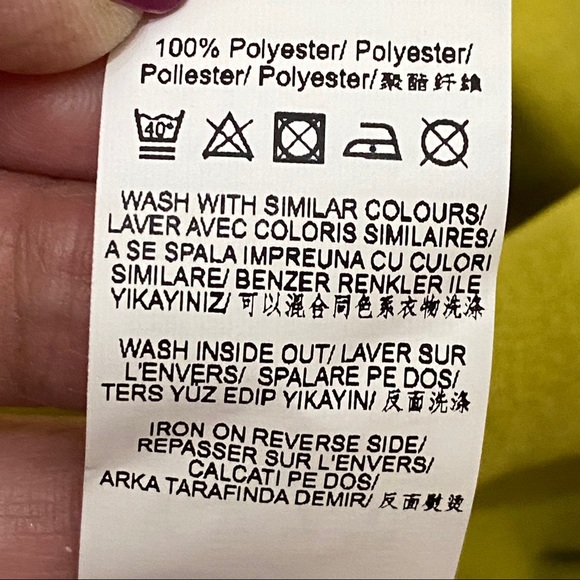 100% Polyester/ Polyester/
Poliester/ Polyester/聚酯纤维
40°
WASH WITH SIMILAR COLOURS/
LAVER AVEC COLORIS SIMILAIRES/
A SE SPALA IMPREUNA CU CULORI
SIMILARE/ BENZER RENKLER ILE
YIKAYINIZ/ 可以混合同色系衣物洗涤
WASH INSIDE OUT/ LAVER SUR
L'ENVERS/ SPALARE PE DOS/
TERS YÜZ EDIP YIKAYIN/ 反面洗涤
IRON ON REVERSE SIDE/
REPASSER SUR L'ENVERS/
CALCATI PE DOS/
ARKA TARAFINDA DEMIR/ 反面熨烫